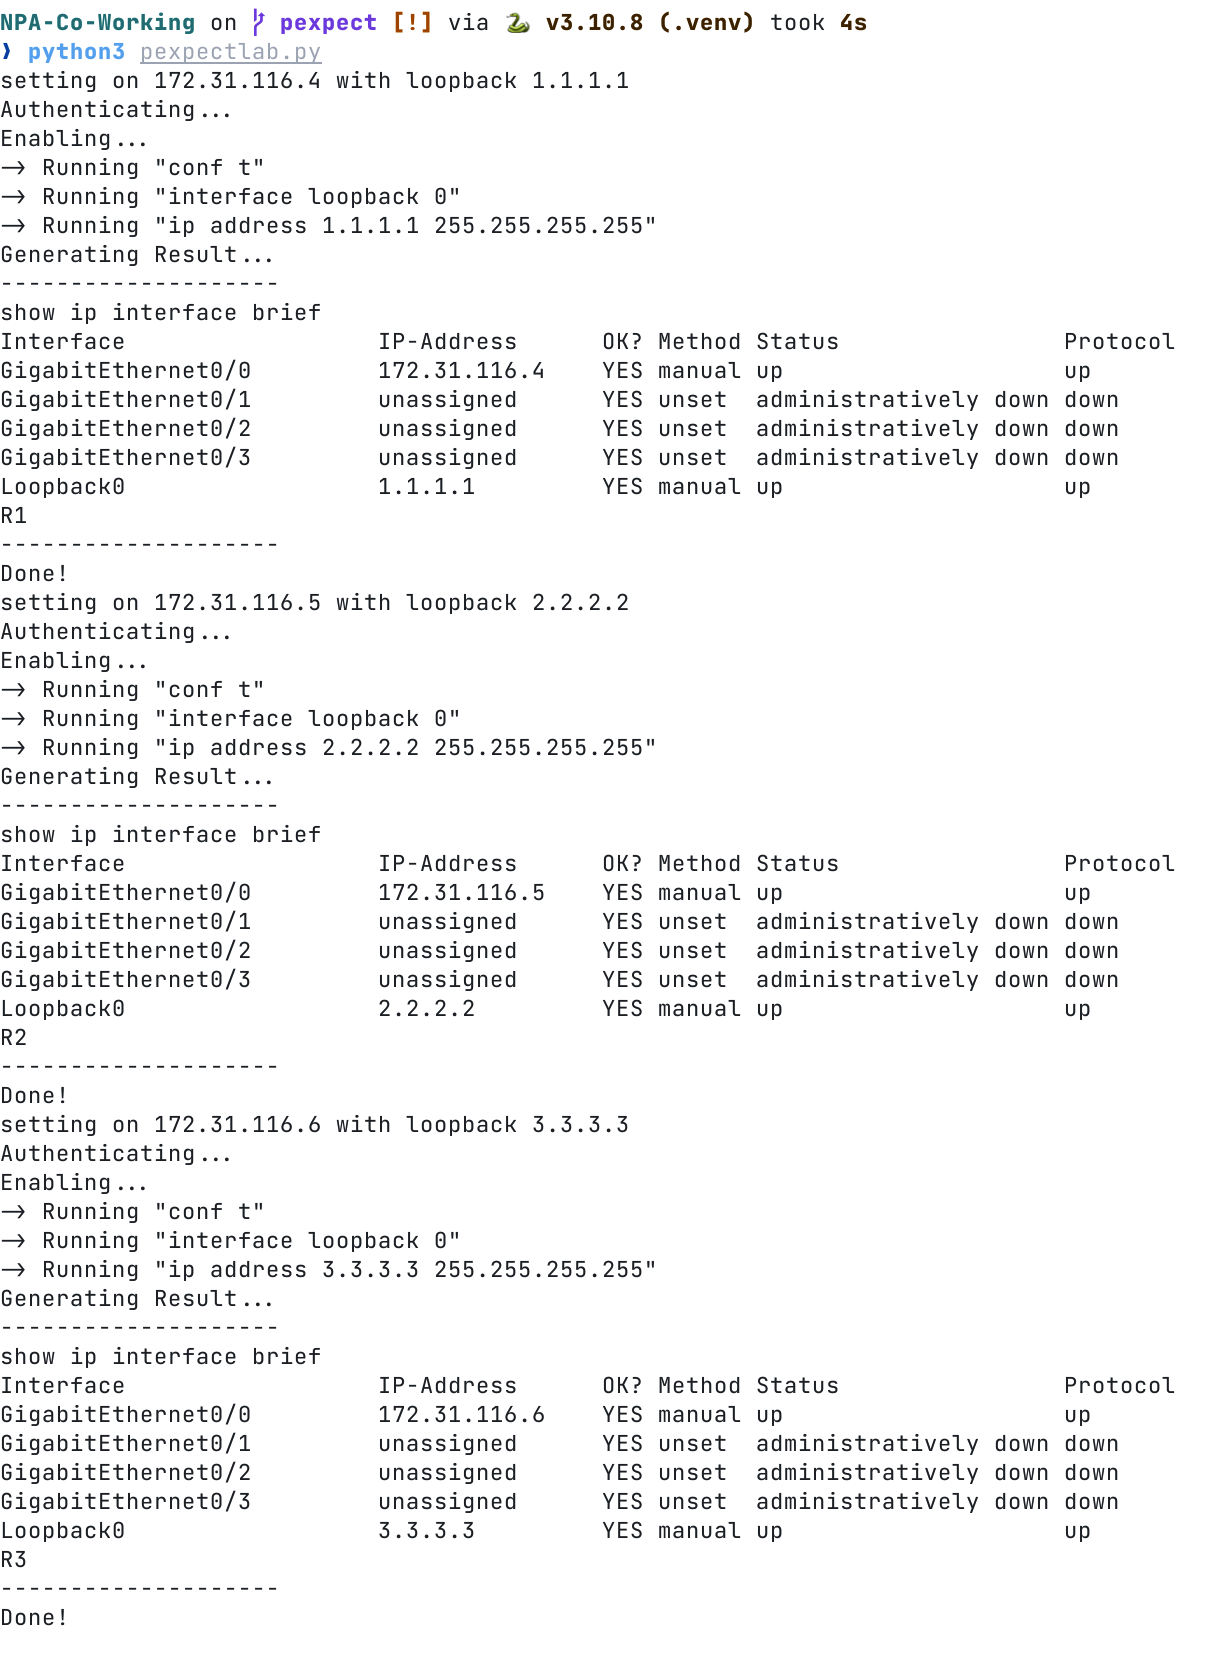 NPA-Co-Working on pexpect [!] via 🐍 v3.10.8 (.venv) took 4s
❯ python3 pexpectlab.py
setting on 172.31.116.4 with loopback 1.1.1.1
Authenticating...
Enabling...
-> Running "conf t"
-> Running "interface loopback 0"
-> Running "ip address 1.1.1.1 255.255.255.255"
Generating Result...
--------------------
show ip interface brief
Interface                  IP-Address      OK? Method Status                Protocol
GigabitEthernet0/0         172.31.116.4    YES manual up                    up
GigabitEthernet0/1         unassigned      YES unset  administratively down down
GigabitEthernet0/2         unassigned      YES unset  administratively down down
GigabitEthernet0/3         unassigned      YES unset  administratively down down
Loopback0                  1.1.1.1         YES manual up                    up
R1
--------------------
Done!
setting on 172.31.116.5 with loopback 2.2.2.2
Authenticating...
Enabling...
-> Running "conf t"
-> Running "interface loopback 0"
-> Running "ip address 2.2.2.2 255.255.255.255"
Generating Result...
--------------------
show ip interface brief
Interface                  IP-Address      OK? Method Status                Protocol
GigabitEthernet0/0         172.31.116.5    YES manual up                    up
GigabitEthernet0/1         unassigned      YES unset  administratively down down
GigabitEthernet0/2         unassigned      YES unset  administratively down down
GigabitEthernet0/3         unassigned      YES unset  administratively down down
Loopback0                  2.2.2.2         YES manual up                    up
R2
--------------------
Done!
setting on 172.31.116.6 with loopback 3.3.3.3
Authenticating...
Enabling...
-> Running "conf t"
-> Running "interface loopback 0"
-> Running "ip address 3.3.3.3 255.255.255.255"
Generating Result...
--------------------
show ip interface brief
Interface                  IP-Address      OK? Method Status                Protocol
GigabitEthernet0/0         172.31.116.6    YES manual up                    up
GigabitEthernet0/1         unassigned      YES unset  administratively down down
GigabitEthernet0/2         unassigned      YES unset  administratively down down
GigabitEthernet0/3         unassigned      YES unset  administratively down down
Loopback0                  3.3.3.3         YES manual up                    up
R3
--------------------
Done!